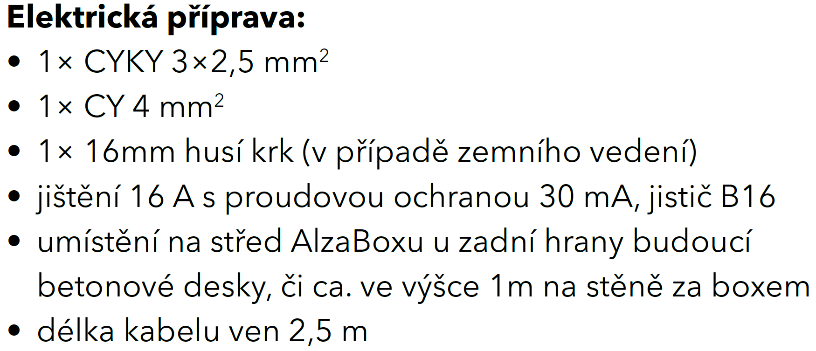 Elektrická příprava:
• 1× CYKY 3×2,5 mm²
• 1× CY 4 mm²
• 1× 16mm husí krk (v případě zemního vedení)
• jištění 16 A s proudovou ochranou 30 mA, jistič B16
• umístění na střed AlzaBoxu u zadní hrany budoucí
betonové desky, či ca. ve výšce 1m na stěně za boxem
• délka kabelu ven 2,5 m